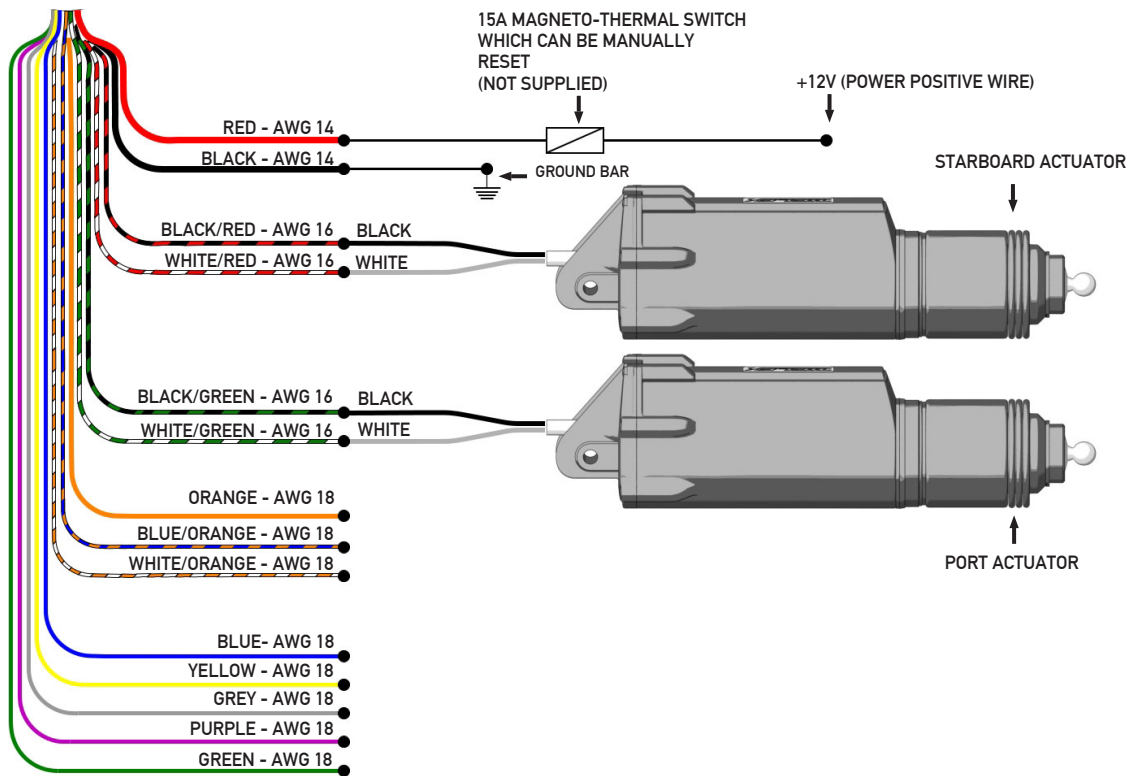 15A MAGNETO-THERMAL SWITCH
WHICH CAN BE MANUALLY
RESET
(NOT SUPPLIED)
+12V (POWER POSITIVE WIRE)
RED - AWG 14
BLACK - AWG 14
GROUND BAR
STARBOARD ACTUATOR
BLACK/RED - AWG 16
BLACK
WHITE/RED - AWG 16
WHITE
BLACK/GREEN - AWG 16
BLACK
WHITE/GREEN - AWG 16
WHITE
ORANGE - AWG 18
BLUE/ORANGE - AWG 18
WHITE/ORANGE - AWG 18
PORT ACTUATOR
BLUE- AWG 18
YELLOW - AWG 18
GREY - AWG 18
PURPLE - AWG 18
GREEN - AWG 18